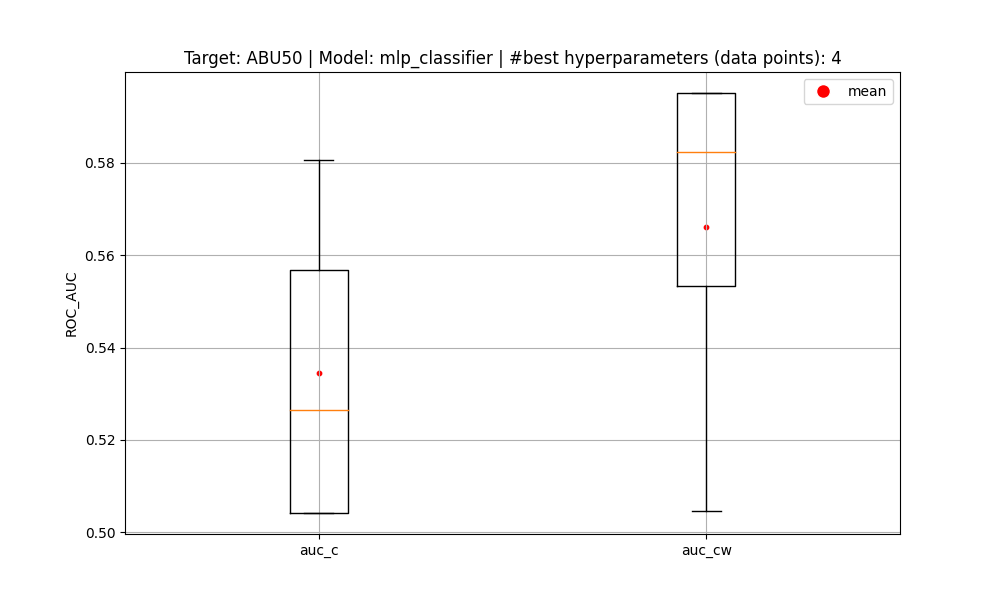 Target: ABU50 | Model: mlp_classifier | #best hyperparameters (data points): 4
mean
0.58
0.56
0.54
0.52
0.50
ROC_AUC
auc_c
auc_cw